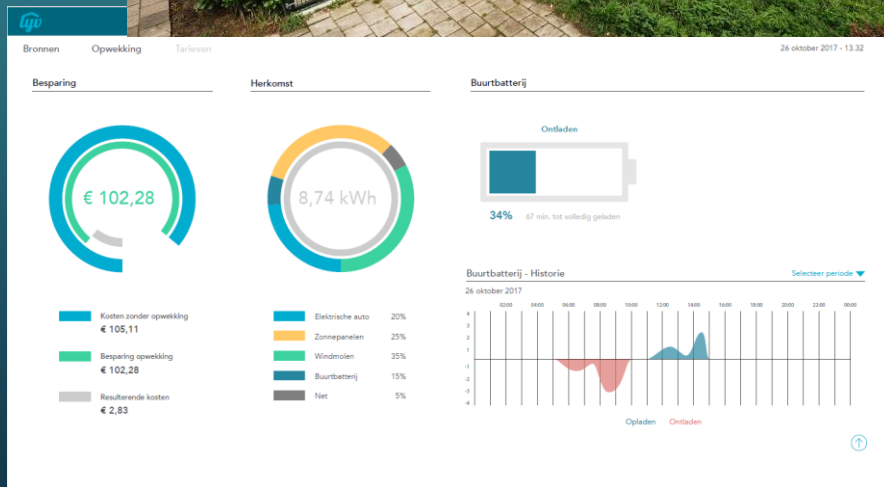 lyv
Bronnen Opwekking Tarieven 26 oktober 2017 - 13.32
Besparing Herkomst Buurtbatterij
€ 102,28
8,74 kWh
Ontladen
34% 67 min. tot volledig geladen
Kosten zonder opwekking
€ 105,11
Besparing opwekking
€ 102,28
Resulterende kosten
€ 2,83
Elektrische auto 20%
Zonnepanelen 25%
Windmolen 35%
Buurtbatterij 15%
Net 5%
Buurtbatterij - Historie Selecteer periode
26 oktober 2017
02:00 04:00 06:00 08:00 10:00 12:00 14:00 16:00 18:00 20:00 22:00 00:00
4
3
2
1
-1
-2
-3
-4
Opladen Ontladen